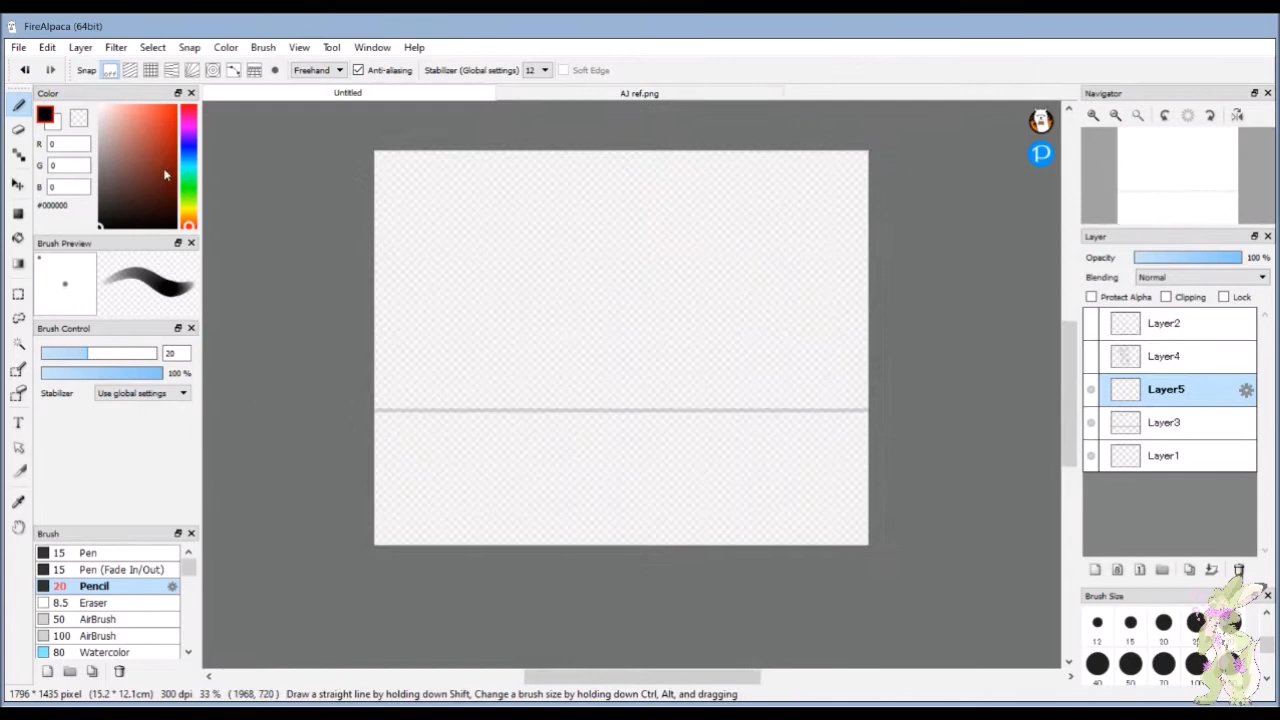 FireAlpaca (64bit)
File Edit Layer Filter Select Snap Color Brush View Tool Window Help
Snap OFF Freehand Anti-aliasing Stabilizer (Global settings) 12 Soft Edge
Color
Untitled
AJ ref.png
Navigator
R 0
G 0
B 0
#000000
Brush Preview
Brush Control
20
100 %
Stabilizer Use global settings
Brush
15 Pen
15 Pen (Fade In/Out)
20 Pencil
8.5 Eraser
50 AirBrush
100 AirBrush
80 Watercolor
P
Layer
Opacity 100 %
Blending Normal
Protect Alpha Clipping Lock
Layer2
Layer4
Layer5
Layer3
Layer1
Brush Size
12 15 20
40 50 70
1796 * 1435 pixel (15.2 * 12.1cm) 300 dpi 33 % ( 1968, 720 ) Draw a straight line by holding down Shift, Change a brush size by holding down Ctrl, Alt, and dragging